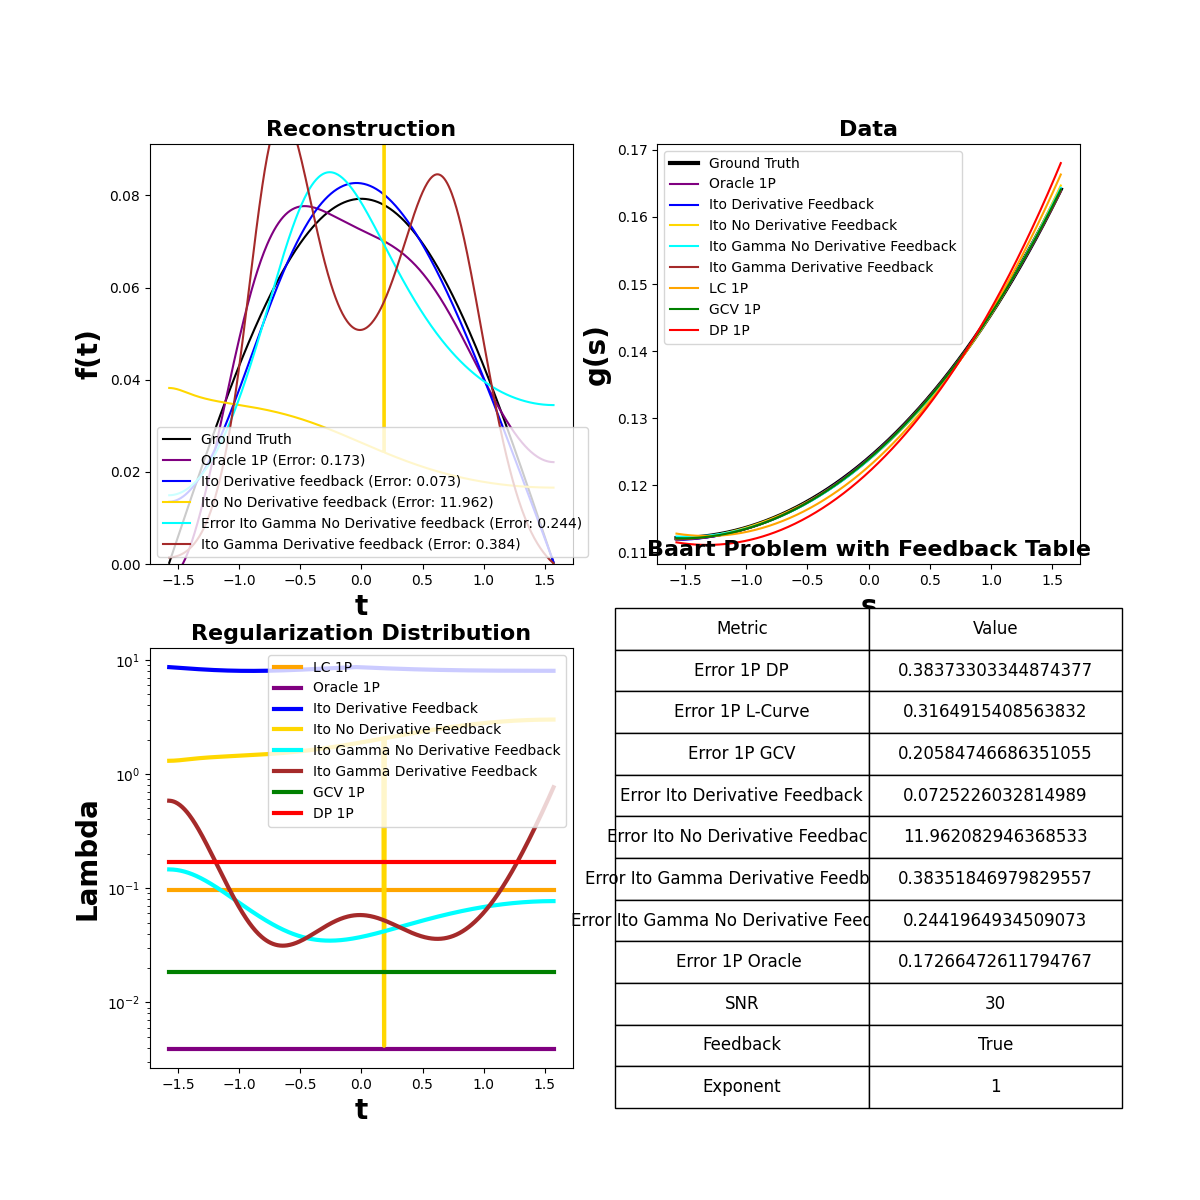 Reconstruction
f(t)
0.08
0.06
0.04
0.02
0.00
Ground Truth
Oracle 1P (Error: 0.173)
Ito Derivative feedback (Error: 0.073)
Ito No Derivative feedback (Error: 11.962)
Error Ito Gamma No Derivative feedback (Error: 0.244)
Ito Gamma Derivative feedback (Error: 0.384)
−1.5 −1.0 −0.5 0.0 0.5 1.0 1.5
t
Data
g(s)
0.17
0.16
0.15
0.14
0.13
0.12
0.11
Ground Truth
Oracle 1P
Ito Derivative Feedback
Ito No Derivative Feedback
Ito Gamma No Derivative Feedback
Ito Gamma Derivative Feedback
LC 1P
GCV 1P
DP 1P
−1.5 −1.0 −0.5 0.0 0.5 1.0 1.5
s
Regularization Distribution
Lambda
10^1
10^0
10^−1
10^−2
LC 1P
Oracle 1P
Ito Derivative Feedback
Ito No Derivative Feedback
Ito Gamma No Derivative Feedback
Ito Gamma Derivative Feedback
GCV 1P
DP 1P
−1.5 −1.0 −0.5 0.0 0.5 1.0 1.5
t
Baart Problem with Feedback Table
Metric Value
Error 1P DP 0.38373303344874377
Error 1P L-Curve 0.3164915408563832
Error 1P GCV 0.20584746686351055
Error Ito Derivative Feedback 0.0725226032814989
Error Ito No Derivative Feedbac 11.962082946368533
Error Ito Gamma Derivative Feedb 0.38351846979829557
Error Ito Gamma No Derivative Feed 0.2441964934509073
Error 1P Oracle 0.17266472611794767
SNR 30
Feedback True
Exponent 1